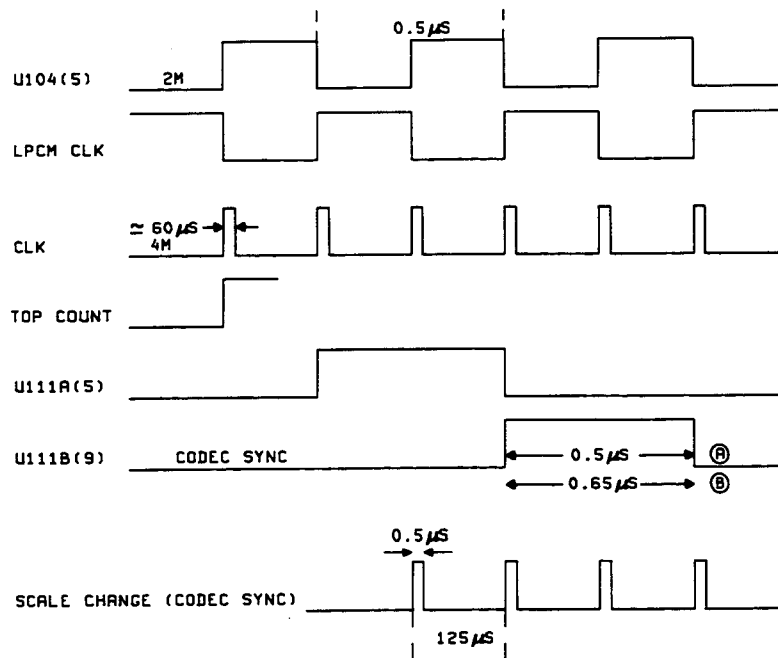 0.5µS
U104(5) 2M
LPCM CLK
≃ 60µS
4M
CLK
TOP COUNT
U111A(5)
U111B(9) CODEC SYNC
0.5µS Ⓐ
0.65µS Ⓑ
0.5µS
SCALE CHANGE (CODEC SYNC)
125µS